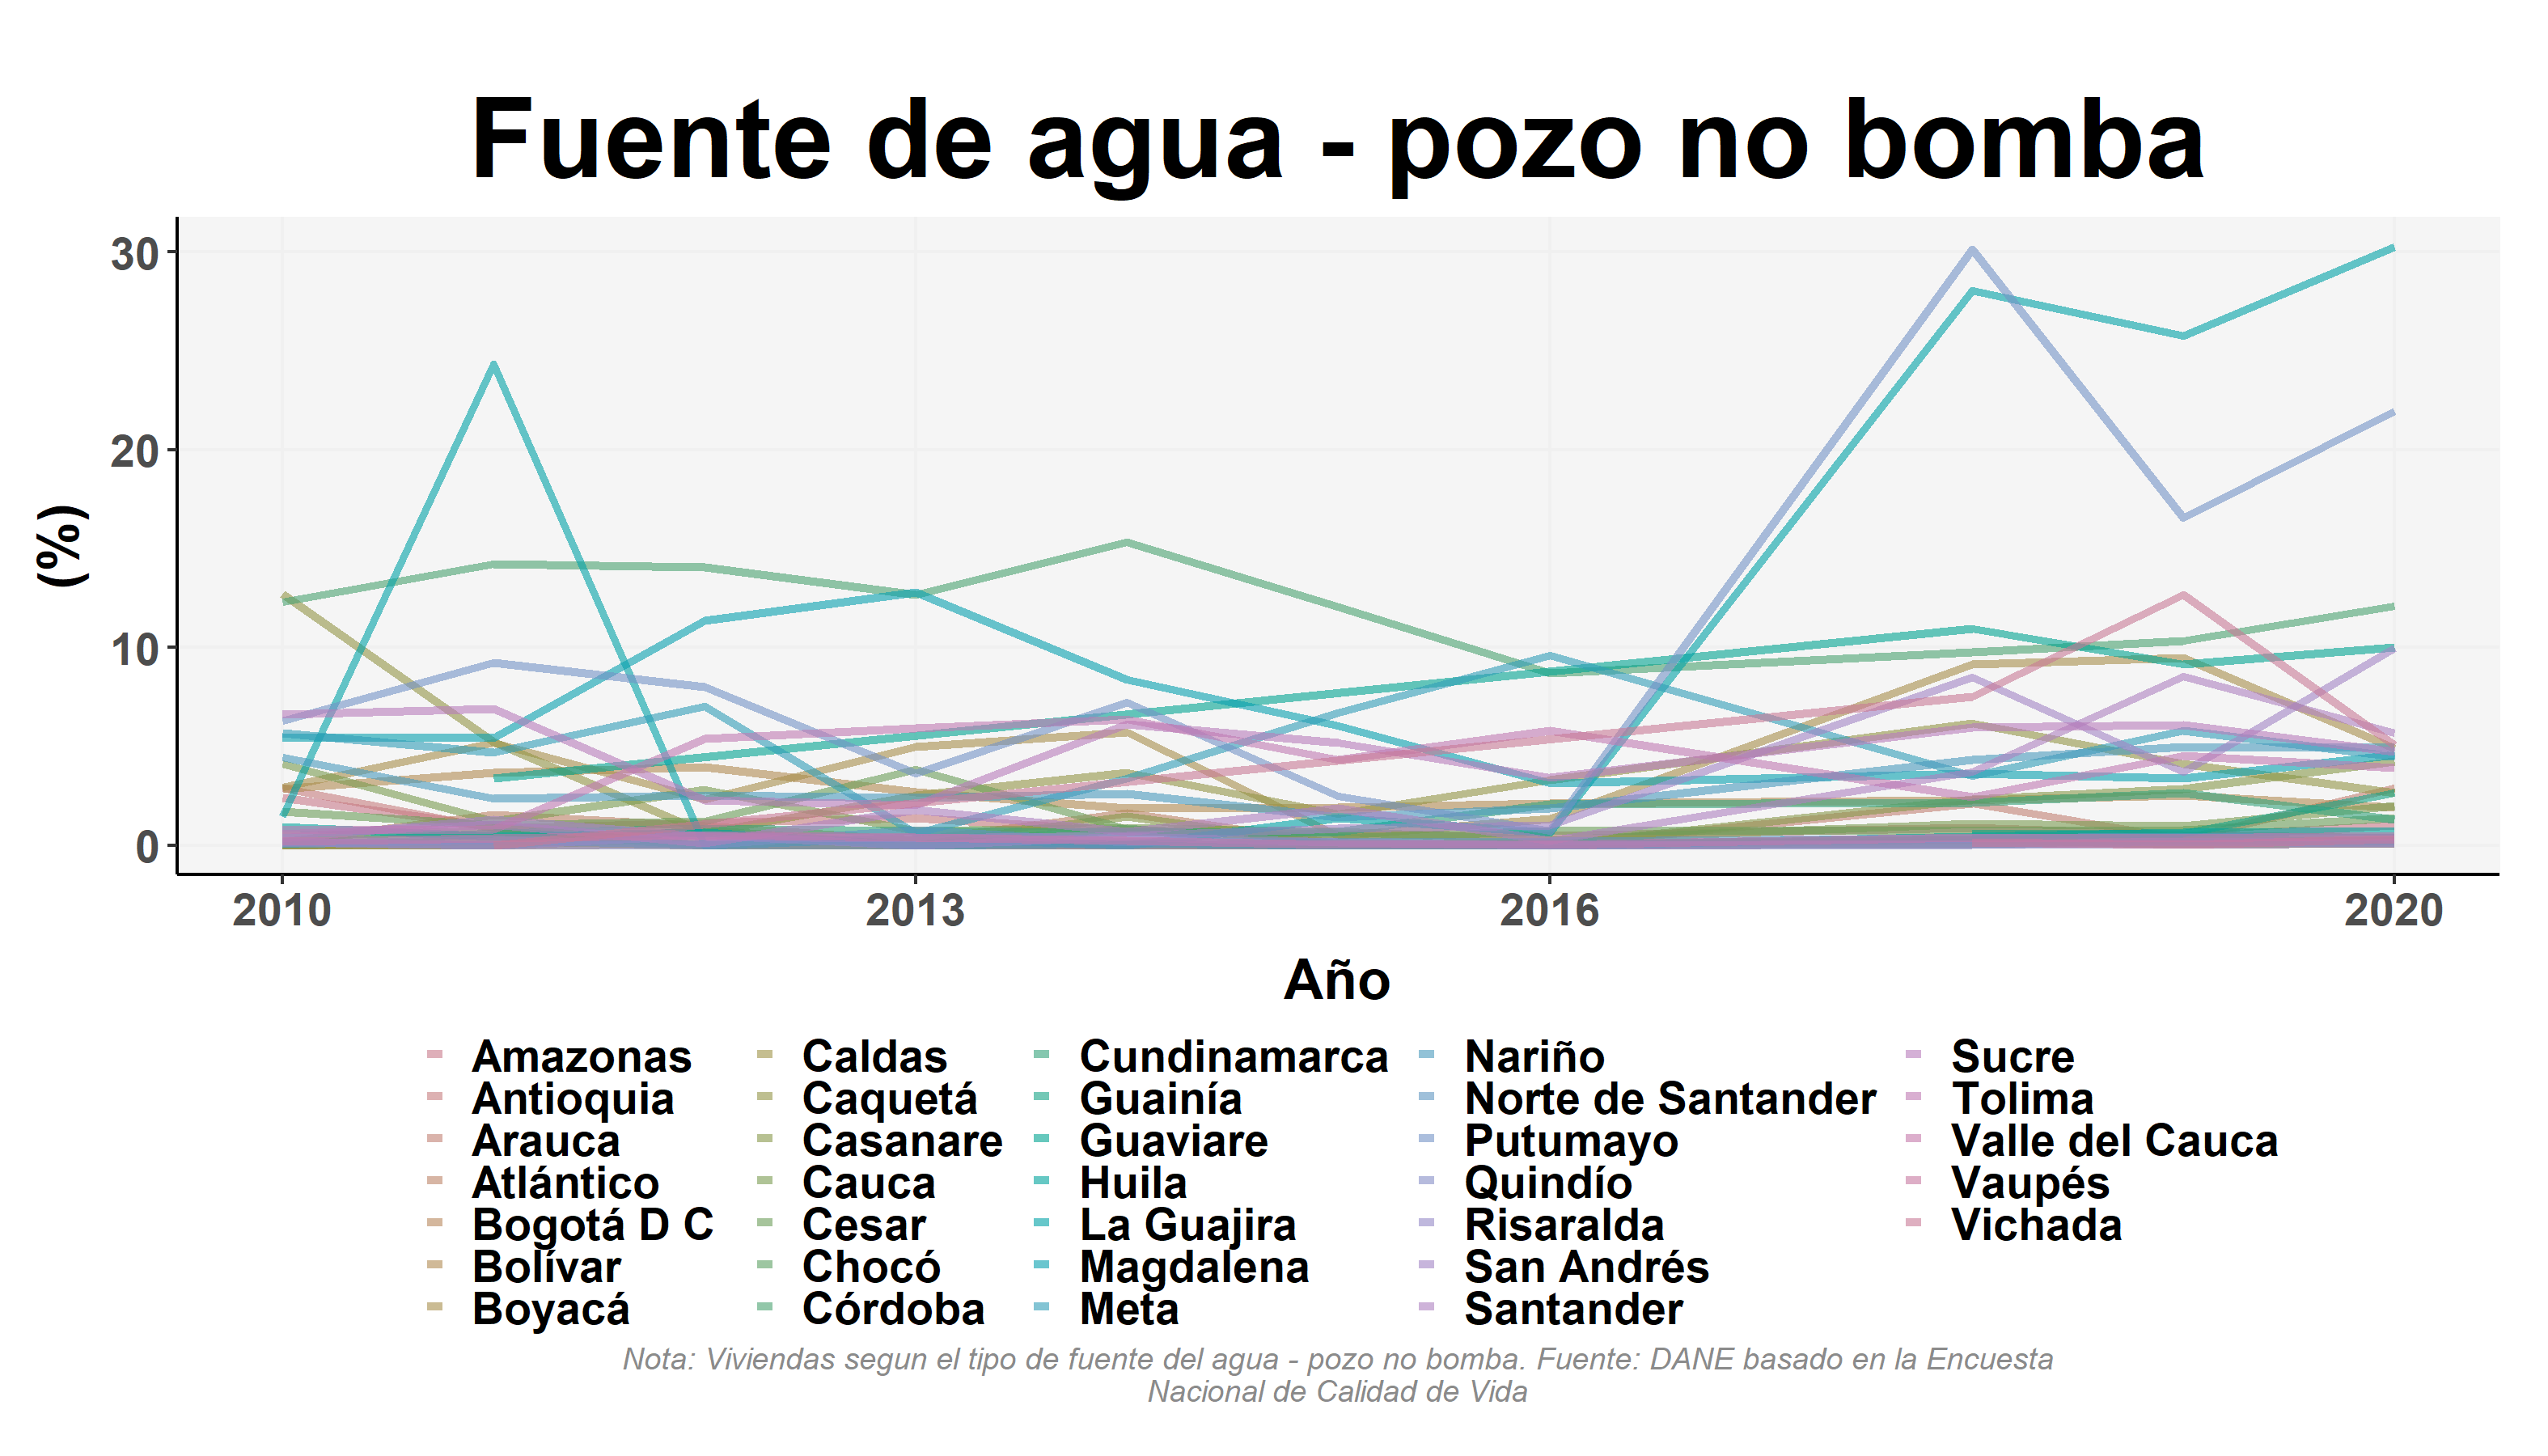 Fuente de agua - pozo no bomba
(%)
30
20
10
0
2010 2013 2016 2020
Año
Amazonas Caldas Cundinamarca Nariño Sucre
Antioquia Caquetá Guainía Norte de Santander Tolima
Arauca Casanare Guaviare Putumayo Valle del Cauca
Atlántico Cauca Huila Quindío Vaupés
Bogotá D C Cesar La Guajira Risaralda Vichada
Bolívar Chocó Magdalena San Andrés
Boyacá Córdoba Meta Santander
Nota: Viviendas segun el tipo de fuente del agua - pozo no bomba. Fuente: DANE basado en la Encuesta
Nacional de Calidad de Vida